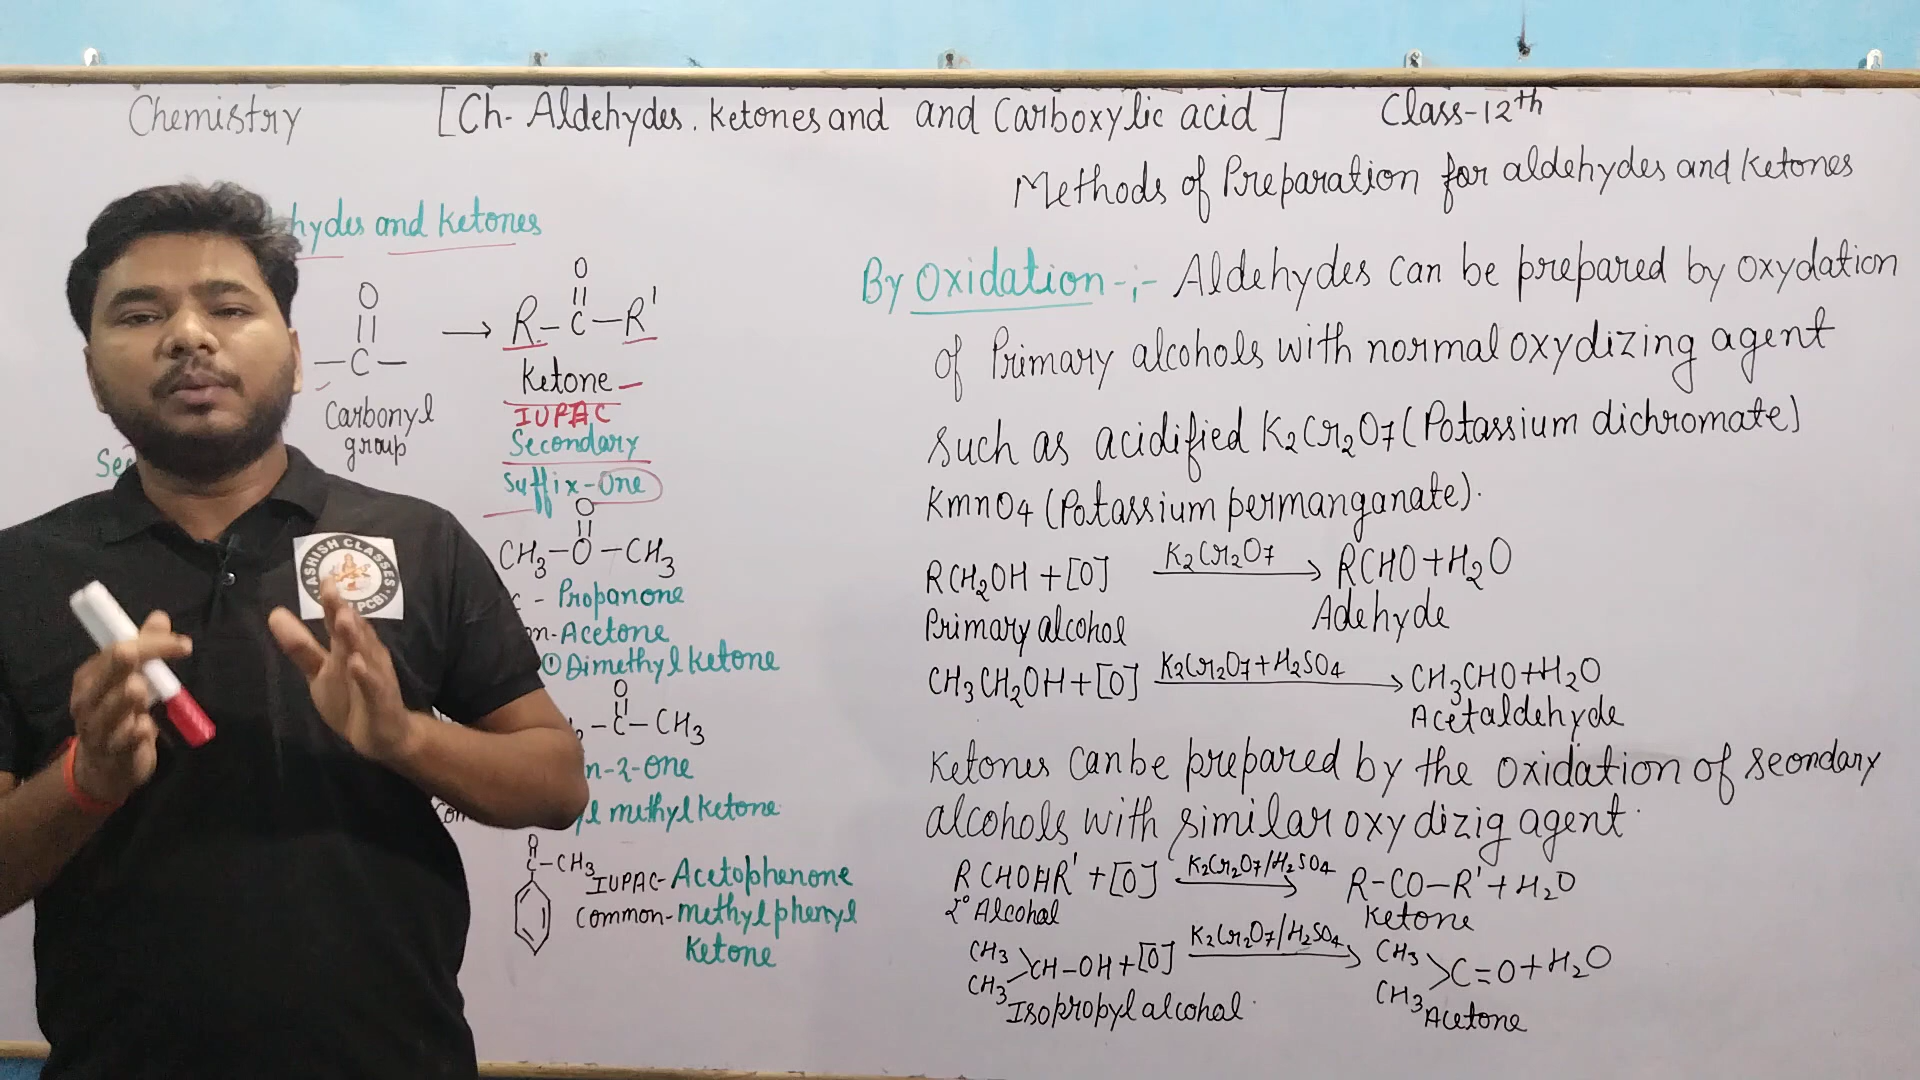 Chemistry [Ch- Aldehydes. Ketones and and Carboxylic acid] Class-12th
Methods of Preparation for aldehydes and Ketones
hydes and Ketones
O
||
—C—
Carbonyl
group
→
O
||
R–C–R'
Ketone
IUPAC
Secondary
Suffix-One
O
||
CH3–O–CH3
- Propanone
-Acetone
① Dimethyl Ketone
O
||
–C–CH3
n-2-one
methyl Ketone
C–CH3
IUPAC- Acetophenone
Common- methyl phenyl
Ketone
By Oxidation -:- Aldehydes can be prepared by oxydation
of Primary alcohols with normal oxydizing agent
such as acidified K2Cr2O7 (Potassium dichromate)
KmnO4 (Potassium permanganate).
RCH2OH + [O] K2Cr2O7 → RCHO + H2O
Primary alcohol Adehyde
CH3CH2OH + [O] K2Cr2O7 + H2SO4 → CH3CHO + H2O
Acetaldehyde
Ketones can be prepared by the oxidation of seondary
alcohols with similar oxydizig agent.
RCHOHR' + [O] K2Cr2O7/H2SO4 → R-CO-R' + H2O
2° Alcohal Ketone
CH3 CH3 >CH-OH + [O] K2Cr2O7/H2SO4 → CH3 CH3 >C=O + H2O
Isopropyl alcohal. Acetone
ASHISH CLASSES
PCB